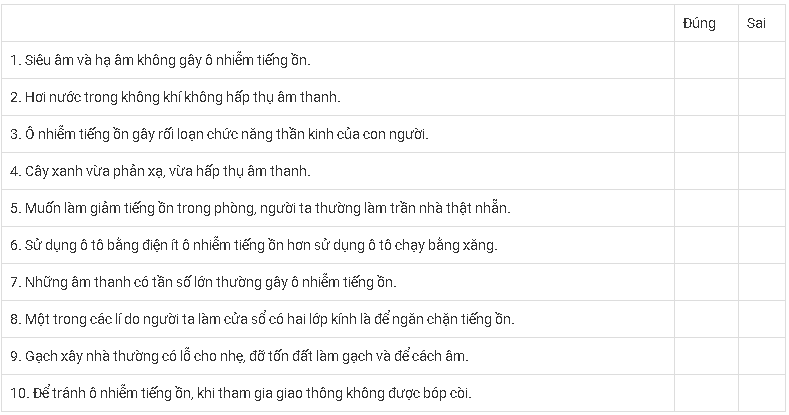 Đúng Sai
1. Siêu âm và hạ âm không gây ô nhiễm tiếng ồn.
2. Hơi nước trong không khí không hấp thụ âm thanh.
3. Ô nhiễm tiếng ồn gây rối loạn chức năng thần kinh của con người.
4. Cây xanh vừa phản xạ, vừa hấp thụ âm thanh.
5. Muốn làm giảm tiếng ồn trong phòng, người ta thường làm trần nhà thật nhẵn.
6. Sử dụng ô tô bằng điện ít ô nhiễm tiếng ồn hơn sử dụng ô tô chạy bằng xăng.
7. Những âm thanh có tần số lớn thường gây ô nhiễm tiếng ồn.
8. Một trong các lí do người ta làm cửa sổ có hai lớp kính là để ngăn chặn tiếng ồn.
9. Gạch xây nhà thường có lỗ cho nhẹ, đỡ tốn đất làm gạch và để cách âm.
10. Để tránh ô nhiễm tiếng ồn, khi tham gia giao thông không được bóp còi.